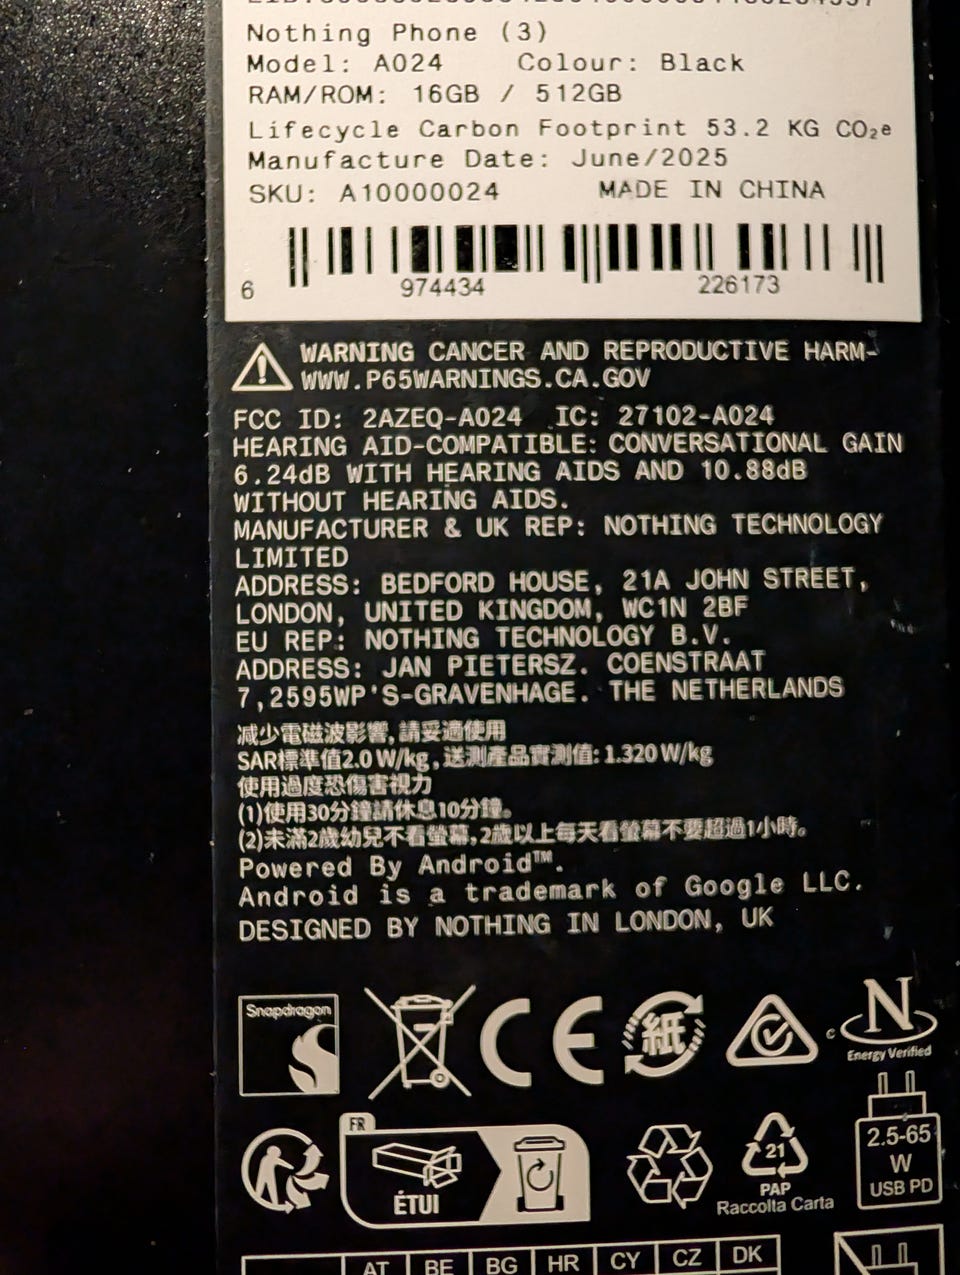 Nothing Phone (3)
Model: A024 Colour: Black
RAM/ROM: 16GB / 512GB
Lifecycle Carbon Footprint 53.2 KG CO₂e
Manufacture Date: June/2025
SKU: A10000024 MADE IN CHINA
6 974434 226173
WARNING CANCER AND REPRODUCTIVE HARM-
WWW.P65WARNINGS.CA.GOV
FCC ID: 2AZEQ-A024 IC: 27102-A024
HEARING AID-COMPATIBLE: CONVERSATIONAL GAIN
6.24dB WITH HEARING AIDS AND 10.88dB
WITHOUT HEARING AIDS.
MANUFACTURER & UK REP: NOTHING TECHNOLOGY
LIMITED
ADDRESS: BEDFORD HOUSE, 21A JOHN STREET,
LONDON, UNITED KINGDOM, WC1N 2BF
EU REP: NOTHING TECHNOLOGY B.V.
ADDRESS: JAN PIETERSZ. COENSTRAAT
7,2595WP'S-GRAVENHAGE. THE NETHERLANDS
減少電磁波影響,請妥適使用
SAR標準值2.0 W/kg,送測產品實測值: 1.320 W/kg
使用過度恐傷害視力
(1)使用30分鐘請休息10分鐘。
(2)未滿2歲幼兒不看螢幕,2歲以上每天看螢幕不要超過1小時。
Powered By Android™.
Android is a trademark of Google LLC.
DESIGNED BY NOTHING IN LONDON, UK
Snapdragon
CE
紙
c N
Energy Verified
FR
ÉTUI
21
PAP
Raccolta Carta
2.5-65
W
USB PD
AT BE BG HR CY CZ DK